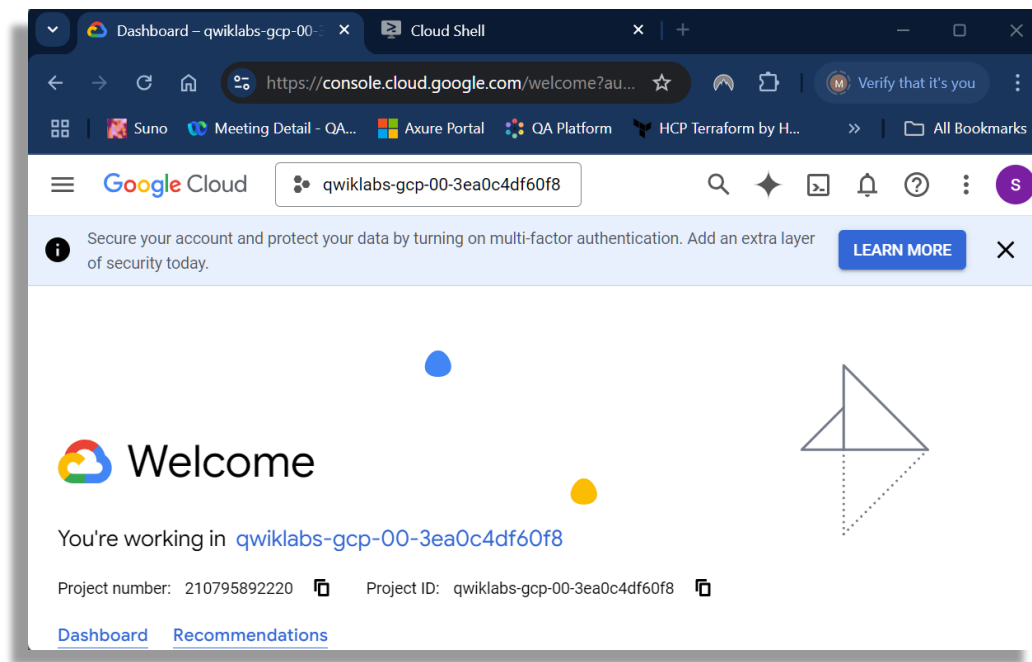 Dashboard – qwiklabs-gcp-00-3
Cloud Shell
https://console.cloud.google.com/welcome?au...
M
Verify that it's you
Suno
Meeting Detail - QA...
Axure Portal
QA Platform
HCP Terraform by H...
»
All Bookmarks
Google Cloud
qwiklabs-gcp-00-3ea0c4df60f8
S
Secure your account and protect your data by turning on multi-factor authentication. Add an extra layer
of security today.
LEARN MORE
Welcome
You're working in qwiklabs-gcp-00-3ea0c4df60f8
Project number: 210795892220
Project ID: qwiklabs-gcp-00-3ea0c4df60f8
Dashboard
Recommendations